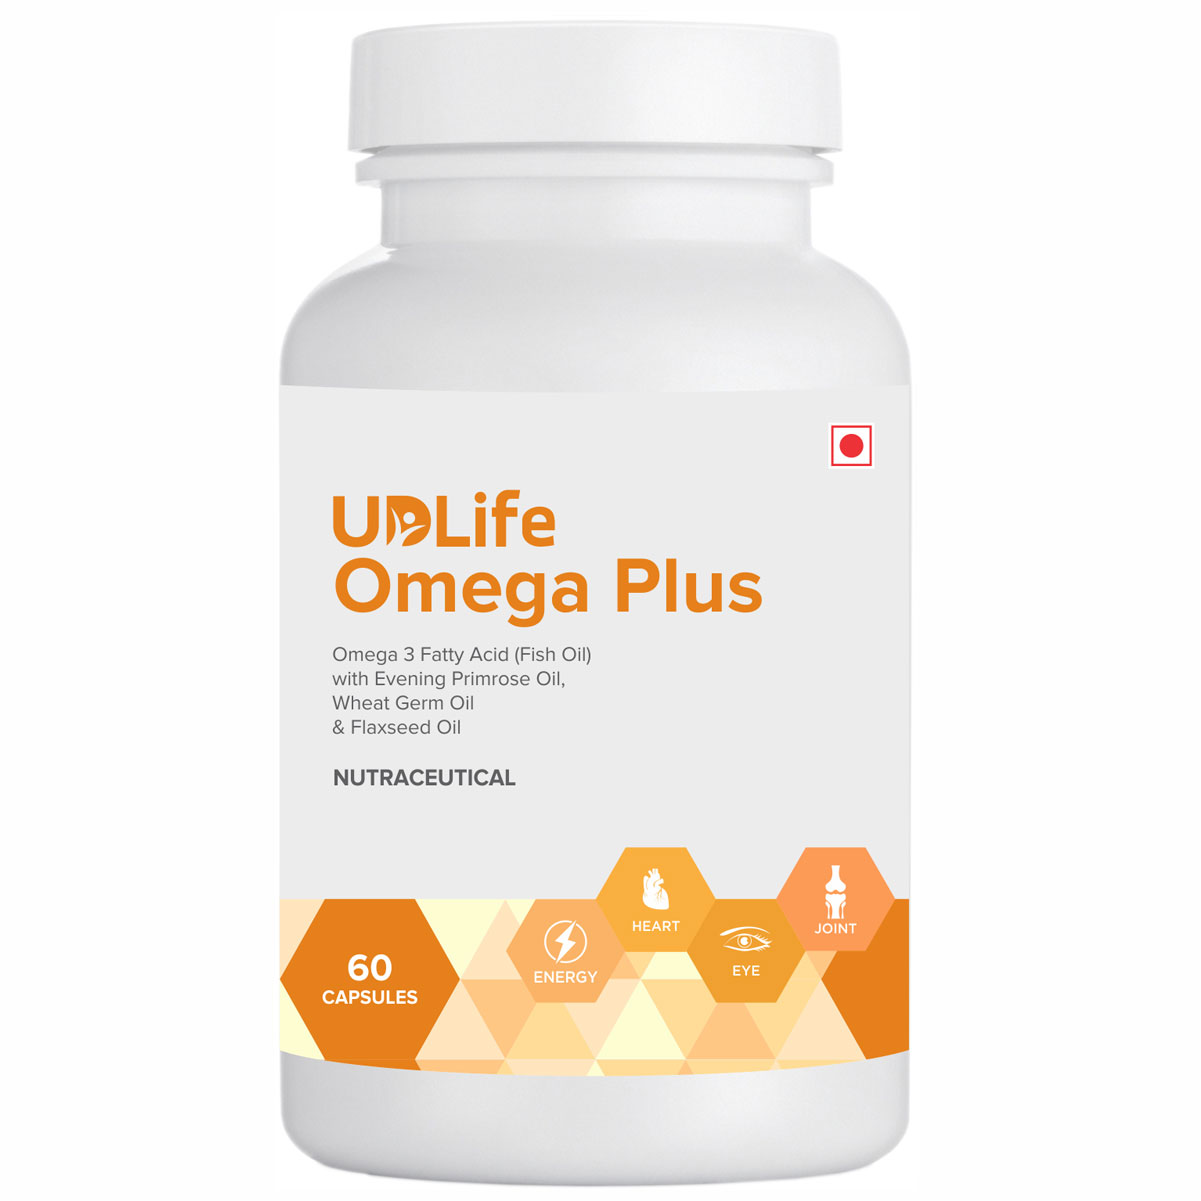 UDLife
Omega Plus
Omega 3 Fatty Acid (Fish Oil)
with Evening Primrose Oil,
Wheat Germ Oil
& Flaxseed Oil
NUTRACEUTICAL
HEART
JOINT
ENERGY
EYE
60
CAPSULES